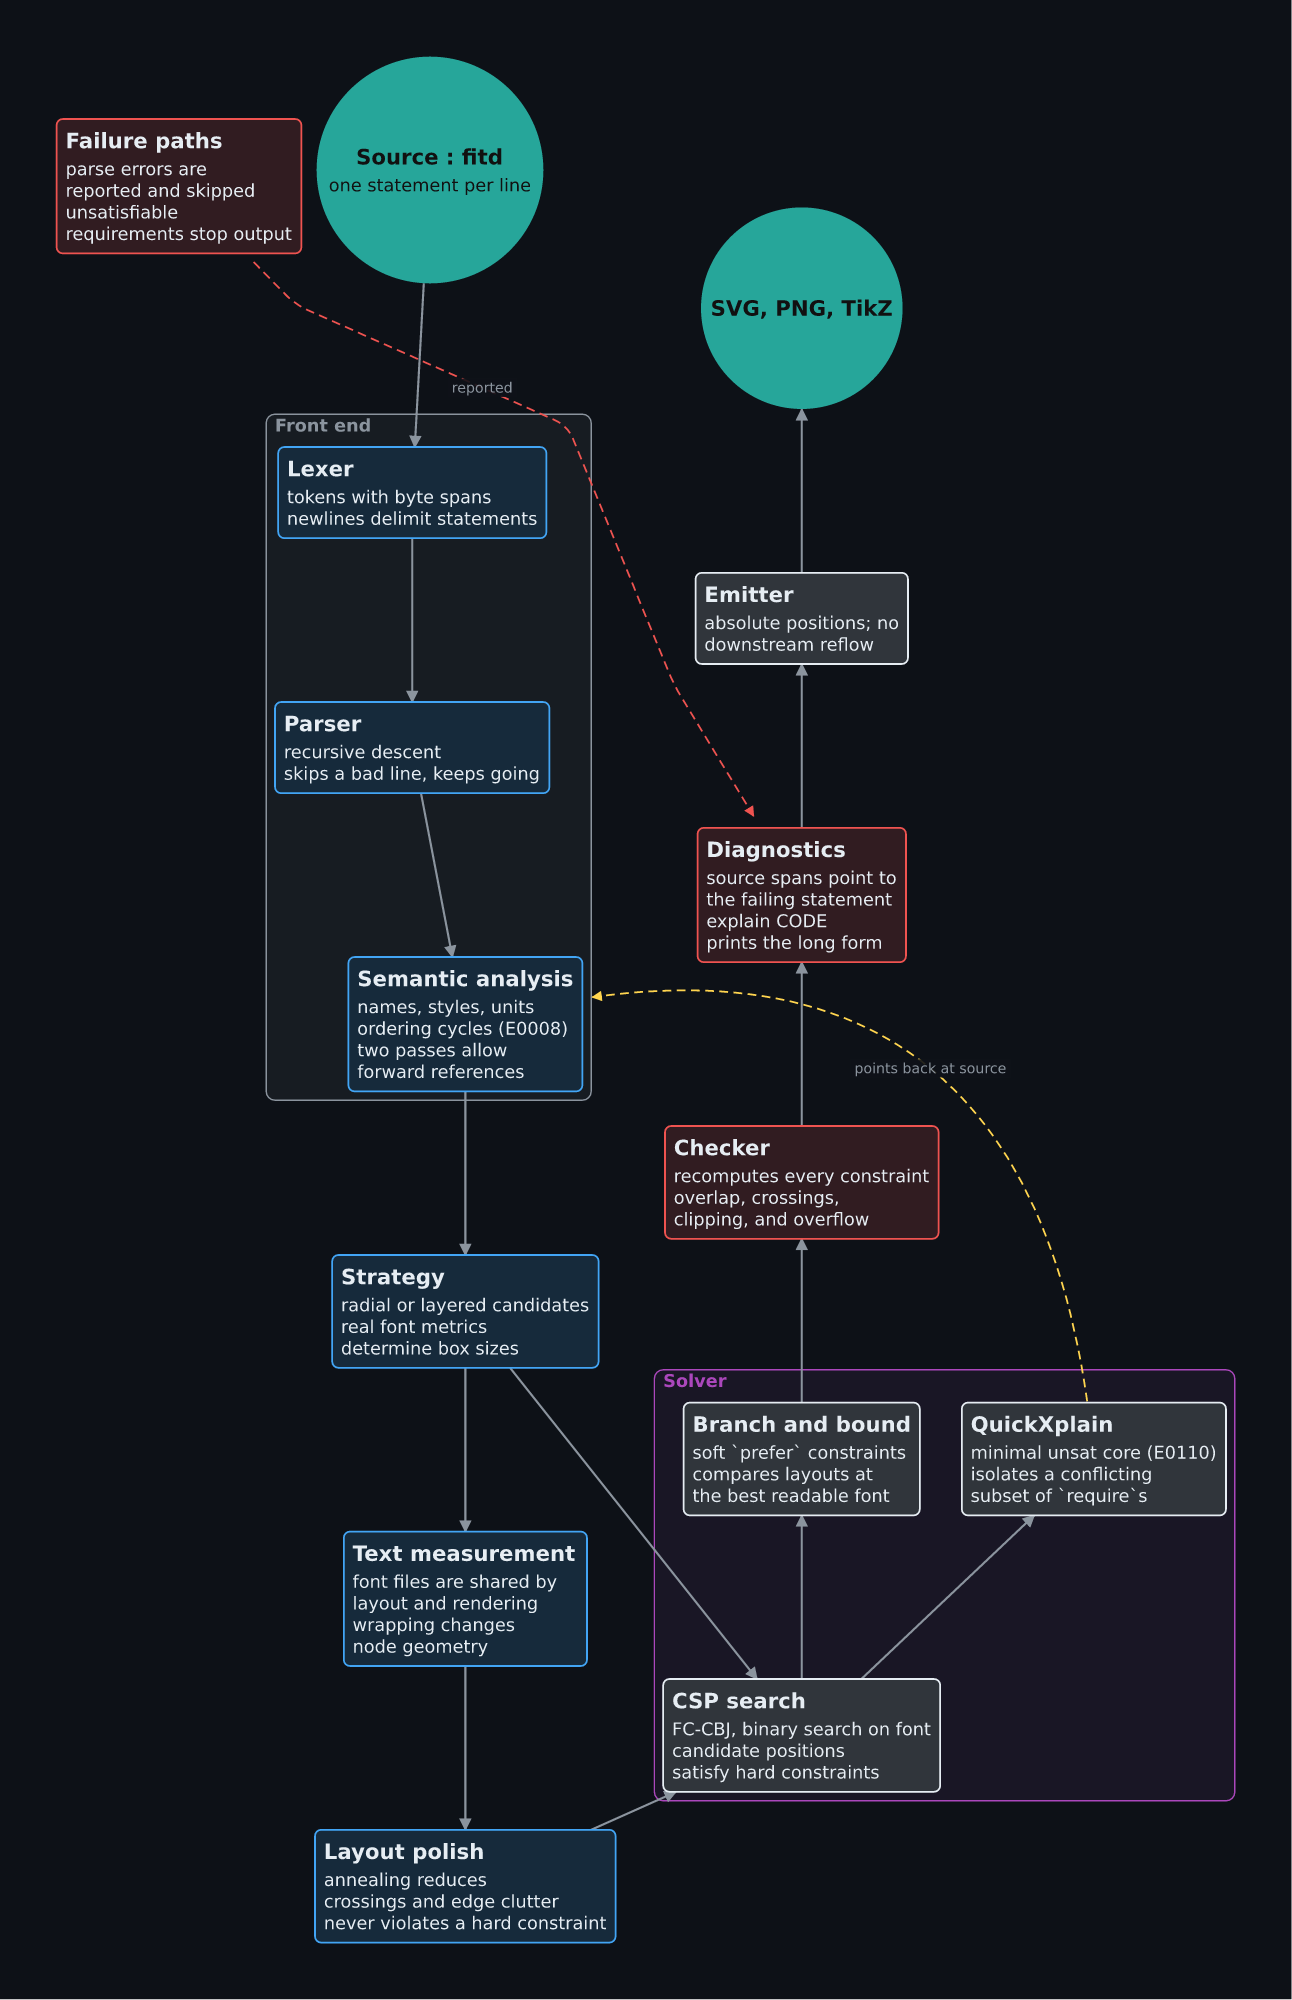 Failure paths
parse errors are
reported and skipped
unsatisfiable
requirements stop output
Source : fitd
one statement per line
SVG, PNG, TikZ
reported
Front end
Lexer
tokens with byte spans
newlines delimit statements
Emitter
absolute positions; no
downstream reflow
Parser
recursive descent
skips a bad line, keeps going
Diagnostics
source spans point to
the failing statement
explain CODE
prints the long form
Semantic analysis
names, styles, units
ordering cycles (E0008)
two passes allow
forward references
points back at source
Checker
recomputes every constraint
overlap, crossings,
clipping, and overflow
Strategy
radial or layered candidates
real font metrics
determine box sizes
Solver
Branch and bound
soft `prefer` constraints
compares layouts at
the best readable font
QuickXplain
minimal unsat core (E0110)
isolates a conflicting
subset of `require`s
Text measurement
font files are shared by
layout and rendering
wrapping changes
node geometry
CSP search
FC-CBJ, binary search on font
candidate positions
satisfy hard constraints
Layout polish
annealing reduces
crossings and edge clutter
never violates a hard constraint